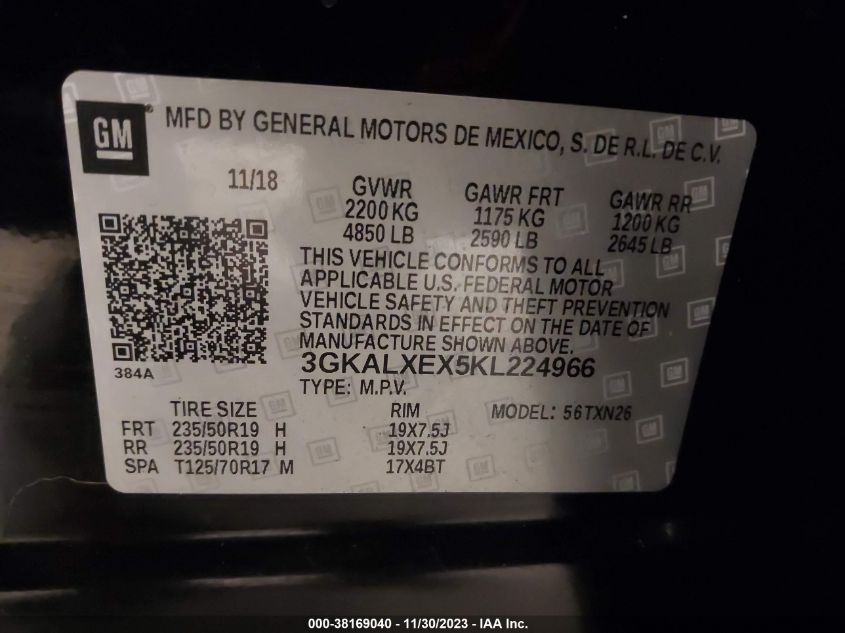 GM ® MFD BY GENERAL MOTORS DE MEXICO, S. DE R.L. DE C.V.
11/18 GVWR GAWR FRT GAWR RR
2200 KG 1175 KG 1200 KG
4850 LB 2590 LB 2645 LB
THIS VEHICLE CONFORMS TO ALL
APPLICABLE U.S. FEDERAL MOTOR
VEHICLE SAFETY AND THEFT PREVENTION
STANDARDS IN EFFECT ON THE DATE OF
MANUFACTURE SHOWN ABOVE.
384A 3GKALXEX5KL224966
TYPE: M.P.V.
TIRE SIZE RIM MODEL: 56TXN26
FRT 235/50R19 H 19X7.5J
RR 235/50R19 H 19X7.5J
SPA T125/70R17 M 17X4BT
000-38169040 - 11/30/2023 - IAA Inc.